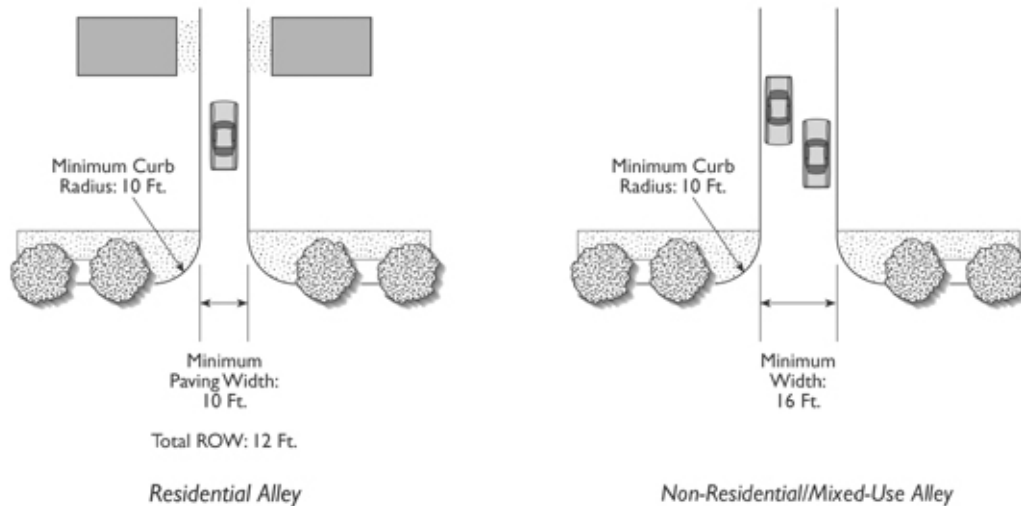 Minimum Curb
Radius: 10 Ft.
Minimum
Paving Width:
10 Ft.
Total ROW: 12 Ft.
Residential Alley
Minimum Curb
Radius: 10 Ft.
Minimum
Width:
16 Ft.
Non-Residential/Mixed-Use Alley